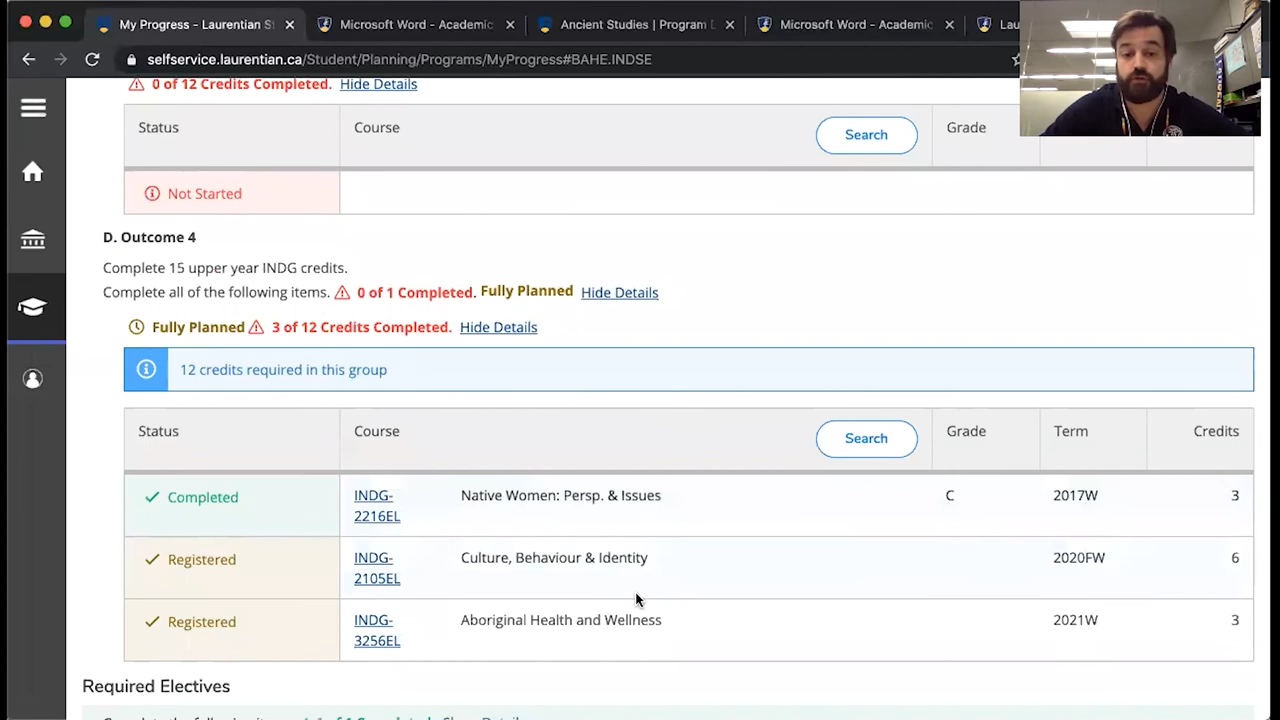 My Progress - Laurentian S
Microsoft Word - Academic
Ancient Studies | Program
Microsoft Word - Academic
Lau
selfservice.laurentian.ca/Student/Planning/Programs/MyProgress#BAHE.INDSE
0 of 12 Credits Completed. Hide Details
Status Course Search Grade
Not Started
D. Outcome 4
Complete 15 upper year INDG credits.
Complete all of the following items. 0 of 1 Completed. Fully Planned Hide Details
Fully Planned 3 of 12 Credits Completed. Hide Details
12 credits required in this group
Status Course Search Grade Term Credits
Completed INDG-2216EL Native Women: Persp. & Issues C 2017W 3
Registered INDG-2105EL Culture, Behaviour & Identity 2020FW 6
Registered INDG-3256EL Aboriginal Health and Wellness 2021W 3
Required Electives